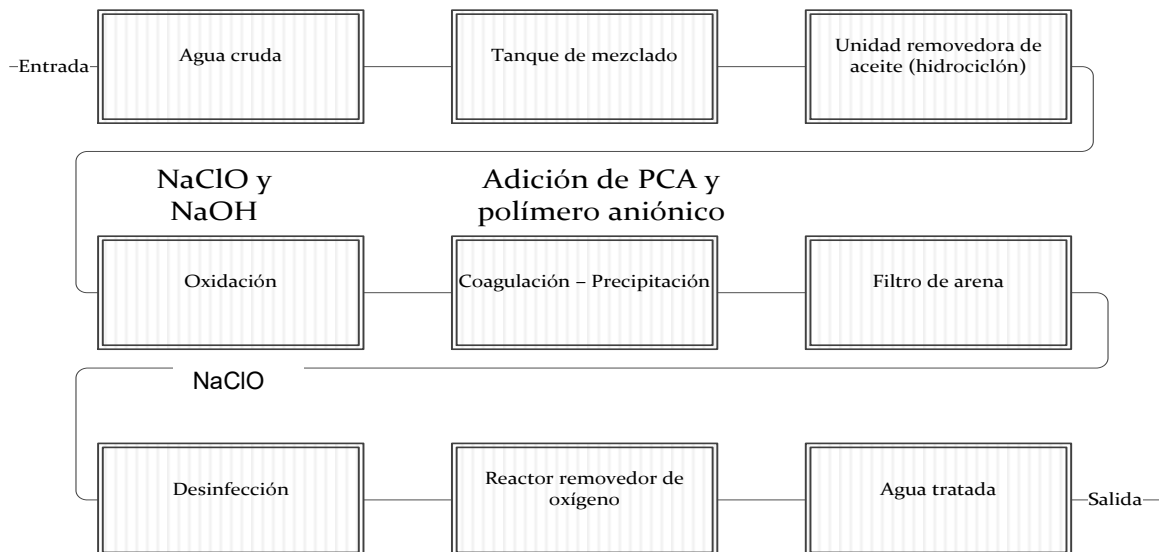 Entrada
Agua cruda
Tanque de mezclado
Unidad removedora de
aceite (hidrociclón)
NaClO y
NaOH
Adición de PCA y
polímero aniónico
Oxidación
Coagulación – Precipitación
Filtro de arena
NaClO
Desinfección
Reactor removedor de
oxígeno
Agua tratada
Salida